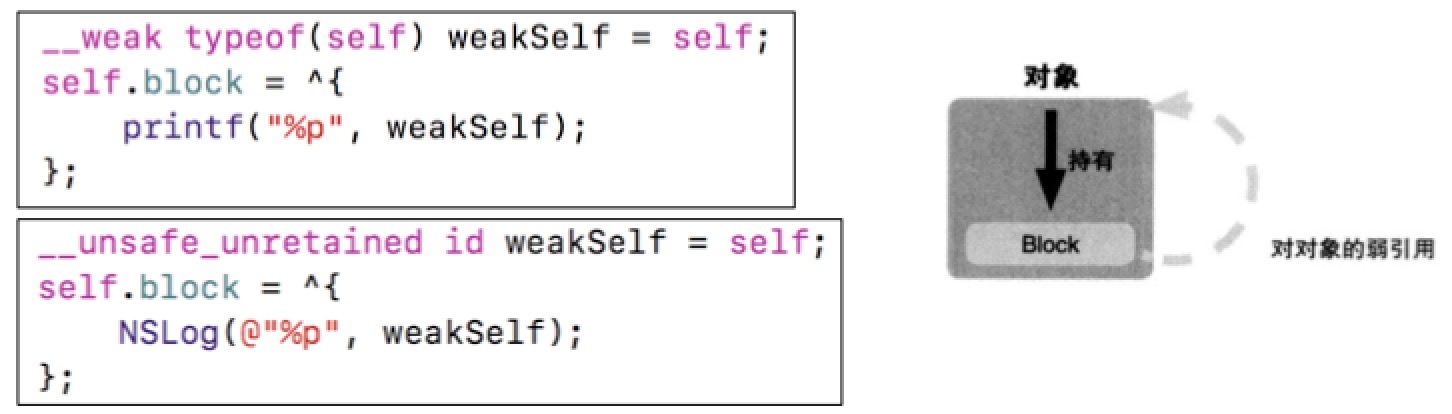 __weak typeof(self) weakSelf = self;
self.block = ^{
    printf("%p", weakSelf);
};
__unsafe_unretained id weakSelf = self;
self.block = ^{
    NSLog(@"%p", weakSelf);
};
对象
持有
Block
对对象的弱引用